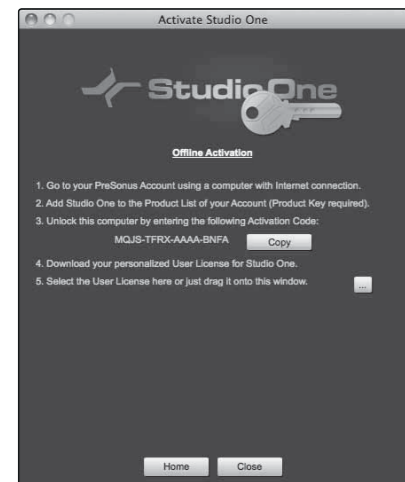 Activate Studio One
Studio One
Offline Activation
1. Go to your PreSonus Account using a computer with Internet connection.
2. Add Studio One to the Product List of your Account (Product Key required).
3. Unlock this computer by entering the following Activation Code:
MQJS-TFRX-AAAA-BNFA Copy
4. Download your personalized User License for Studio One.
5. Select the User License here or just drag it onto this window. ...
Home Close